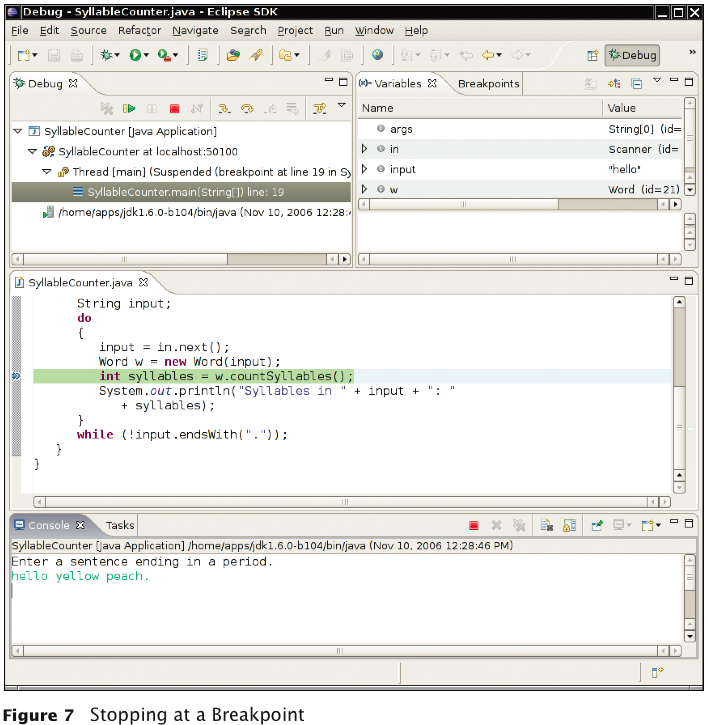 Debug - SyllableCounter.java - Eclipse SDK
File Edit Source Refactor Navigate Search Project Run Window Help
Debug »
Debug
Variables Breakpoints
Name Value
args String[0] (id=
in Scanner (id=
input "hello"
w Word (id=21)
SyllableCounter [Java Application]
SyllableCounter at localhost:50100
Thread [main] (Suspended (breakpoint at line 19 in Sy
SyllableCounter.main(String[]) line: 19
/home/apps/jdk1.6.0-b104/bin/java (Nov 10, 2006 12:28:
SyllableCounter.java
String input;
do
{
input = in.next();
Word w = new Word(input);
int syllables = w.countSyllables();
System.out.println("Syllables in " + input + ": "
+ syllables);
}
while (!input.endsWith("."));
}
}
Console Tasks
SyllableCounter [Java Application] /home/apps/jdk1.6.0-b104/bin/java (Nov 10, 2006 12:28:46 PM)
Enter a sentence ending in a period.
hello yellow peach.
Figure 7 Stopping at a Breakpoint